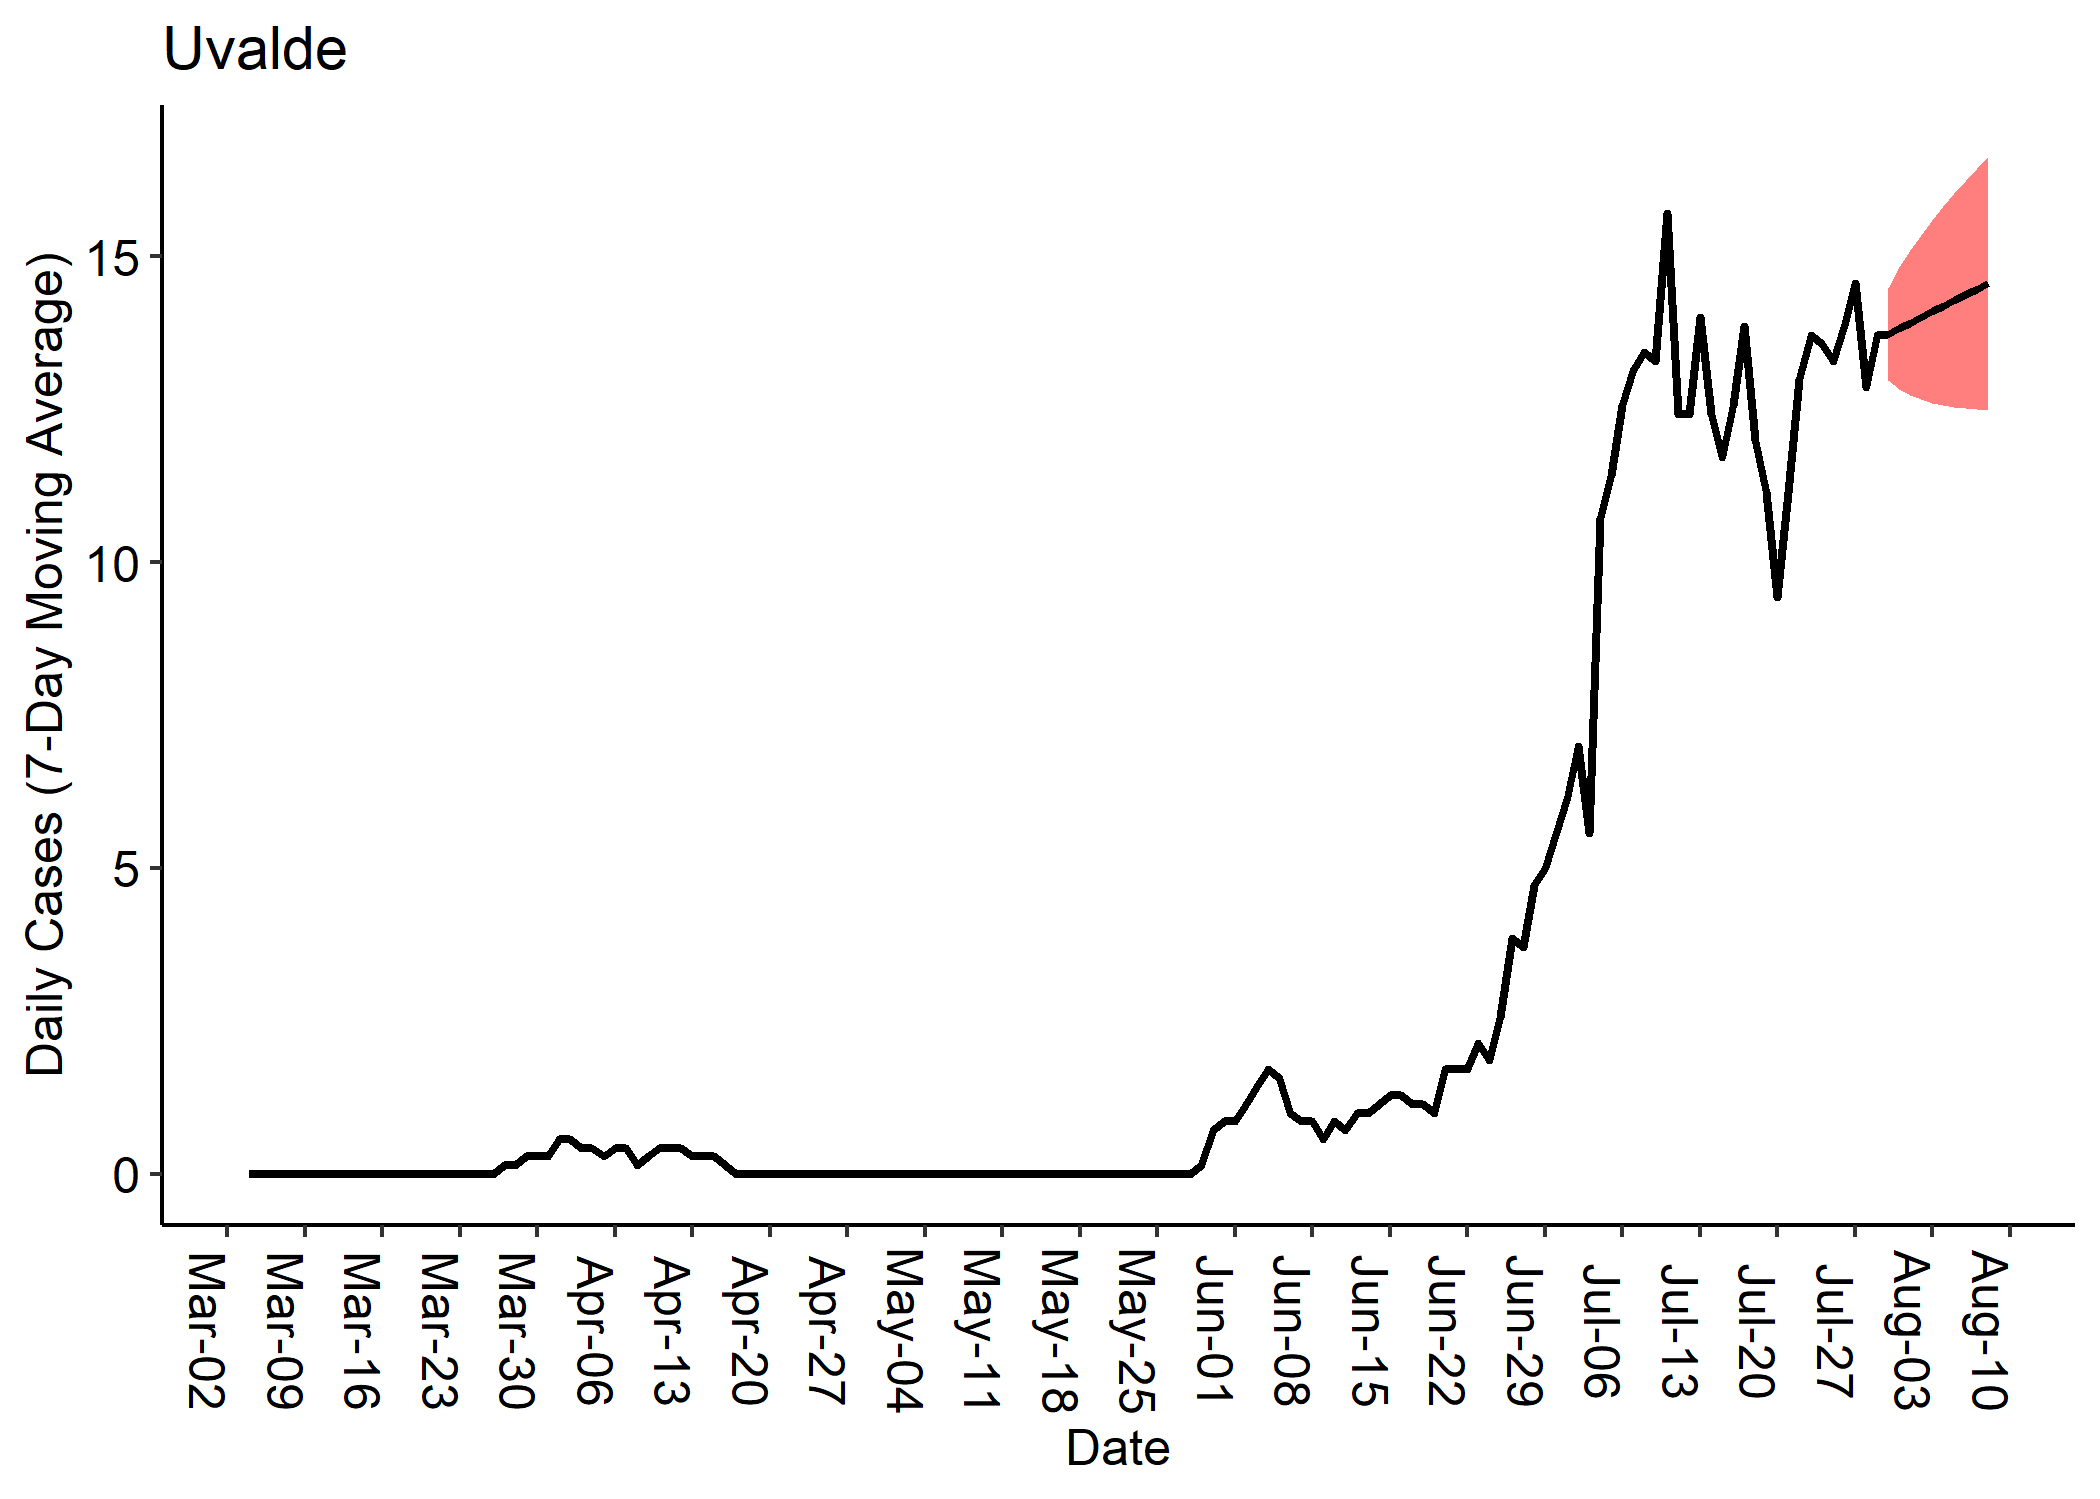 Uvalde
Daily Cases (7-Day Moving Average)
15
10
5
0
Mar-02
Mar-09
Mar-16
Mar-23
Mar-30
Apr-06
Apr-13
Apr-20
Apr-27
May-04
May-11
May-18
May-25
Jun-01
Jun-08
Jun-15
Jun-22
Jun-29
Jul-06
Jul-13
Jul-20
Jul-27
Aug-03
Aug-10
Date